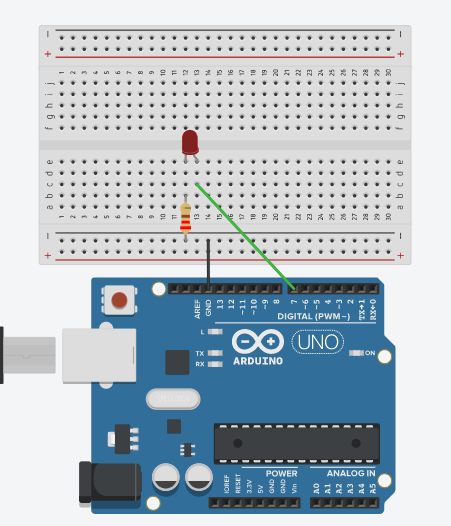 − −
+ +
1 2 3 4 5 6 7 8 9 10 11 12 13 14 15 16 17 18 19 20 21 22 23 24 25 26 27 28 29 30
j j
i i
h h
g g
f f
e e
d d
c c
b b
a a
1 2 3 4 5 6 7 8 9 10 11 12 13 14 15 16 17 18 19 20 21 22 23 24 25 26 27 28 29 30
− −
+ +
AREF GND 13 12 ~11 ~10 ~9 8 7 ~6 ~5 4 ~3 2 TX→1 RX←0
DIGITAL (PWM~)
L
TX
RX
ARDUINO
UNO
ON
POWER
ANALOG IN
IOREF RESET 3.3V 5V GND GND Vin A0 A1 A2 A3 A4 A5